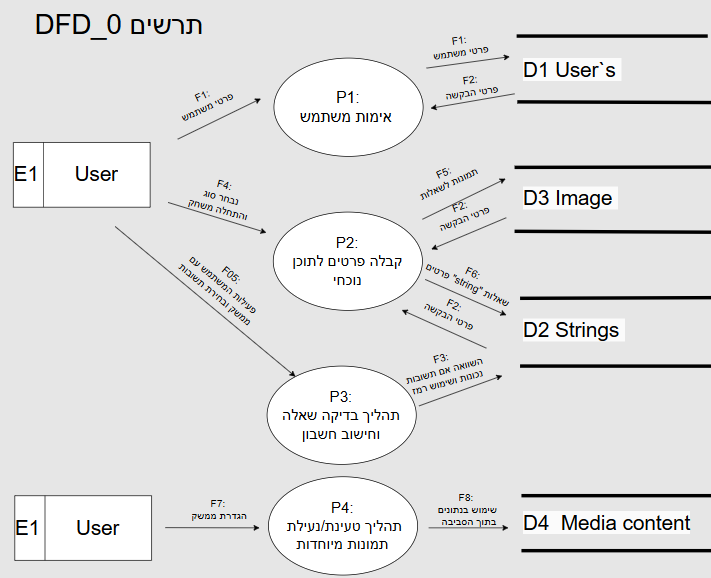 תרשים DFD_0
F1:
פרטי משתמש
P1:
אימות משתמש
F1:
פרטי משתמש
F2:
פרטי הבקשה
D1 User`s
E1
User
F4:
נבחר סוג
והתחלה משחק
P2:
קבלה פרטים לתוכן
נוכחי
F5:
תמונות לשאלות
F2:
פרטי הבקשה
D3 Image
F6:
שאלות "string" פרטים
F2:
פרטי הבקשה
D2 Strings
F05:
פעילות המשתמש עם
ממשק ובחירת תשובות
P3:
תהליך בדיקה שאלה
וחישוב חשבון
F3:
השוואה אם תשובות
נכונות ושימוש רמז
E1
User
F7:
הגדרת ממשק
P4:
תהליך טעינת/נעילת
תמונות מיוחדות
F8:
שימוש בנתונים
בתוך הסביבה
D4 Media content